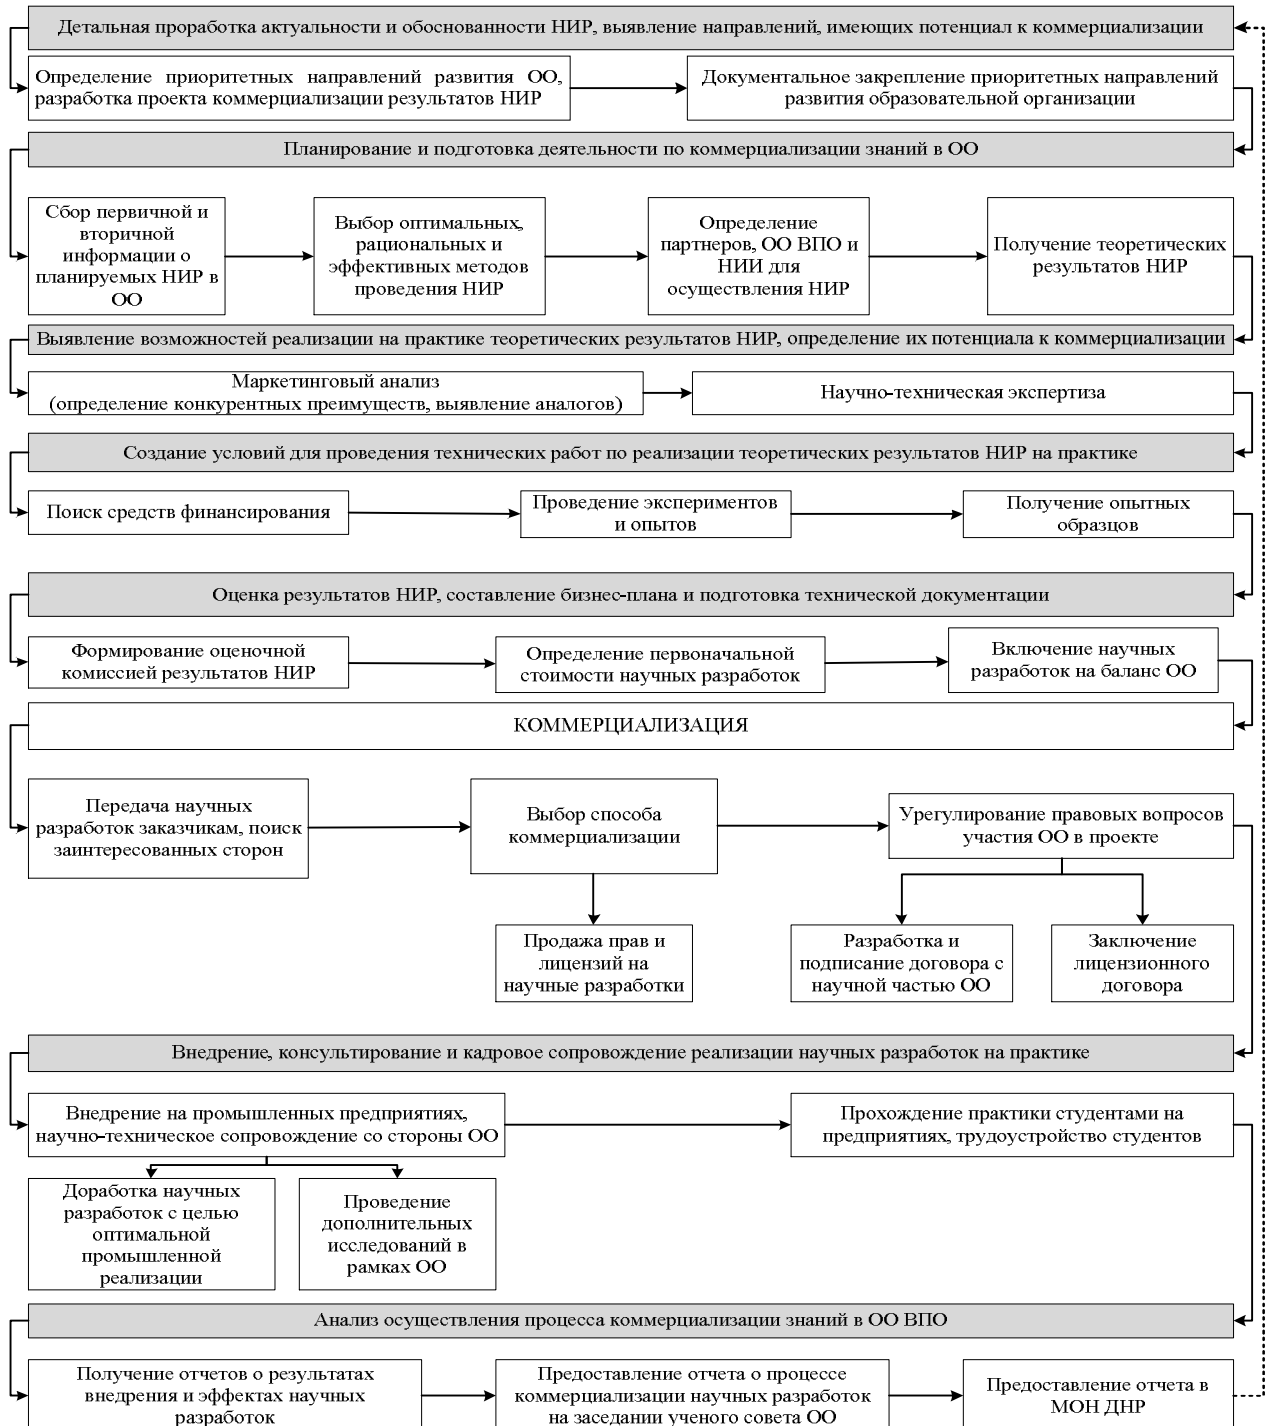 Детальная проработка актуальности и обоснованности НИР, выявление направлений, имеющих потенциал к коммерциализации
Определение приоритетных направлений развития ОО,
разработка проекта коммерциализации результатов НИР
Документальное закрепление приоритетных направлений
развития образовательной организации
Планирование и подготовка деятельности по коммерциализации знаний в ОО
Сбор первичной и
вторичной
информации о
планируемых НИР в
ОО
Выбор оптимальных,
рациональных и
эффективных методов
проведения НИР
Определение
партнеров, ОО ВПО и
НИИ для
осуществления НИР
Получение теоретических
результатов НИР
Выявление возможностей реализации на практике теоретических результатов НИР, определение их потенциала к коммерциализации
Маркетинговый анализ
(определение конкурентных преимуществ, выявление аналогов)
Научно-техническая экспертиза
Создание условий для проведения технических работ по реализации теоретических результатов НИР на практике
Поиск средств финансирования
Проведение экспериментов
и опытов
Получение опытных
образцов
Оценка результатов НИР, составление бизнес-плана и подготовка технической документации
Формирование оценочной
комиссией результатов НИР
Определение первоначальной
стоимости научных разработок
Включение научных
разработок на баланс ОО
КОММЕРЦИАЛИЗАЦИЯ
Передача научных
разработок заказчикам, поиск
заинтересованных сторон
Выбор способа
коммерциализации
Урегулирование правовых вопросов
участия ОО в проекте
Продажа прав и
лицензий на
научные разработки
Разработка и
подписание договора с
научной частью ОО
Заключение
лицензионного
договора
Внедрение, консультирование и кадровое сопровождение реализации научных разработок на практике
Внедрение на промышленных предприятиях,
научно-техническое сопровождение со стороны ОО
Прохождение практики студентами на
предприятиях, трудоустройство студентов
Доработка научных
разработок с целью
оптимальной
промышленной
реализации
Проведение
дополнительных
исследований в
рамках ОО
Анализ осуществления процесса коммерциализации знаний в ОО ВПО
Получение отчетов о результатах
внедрения и эффектах научных
разработок
Предоставление отчета о процессе
коммерциализации научных разработок
на заседании ученого совета ОО
Предоставление отчета в
МОН ДНР